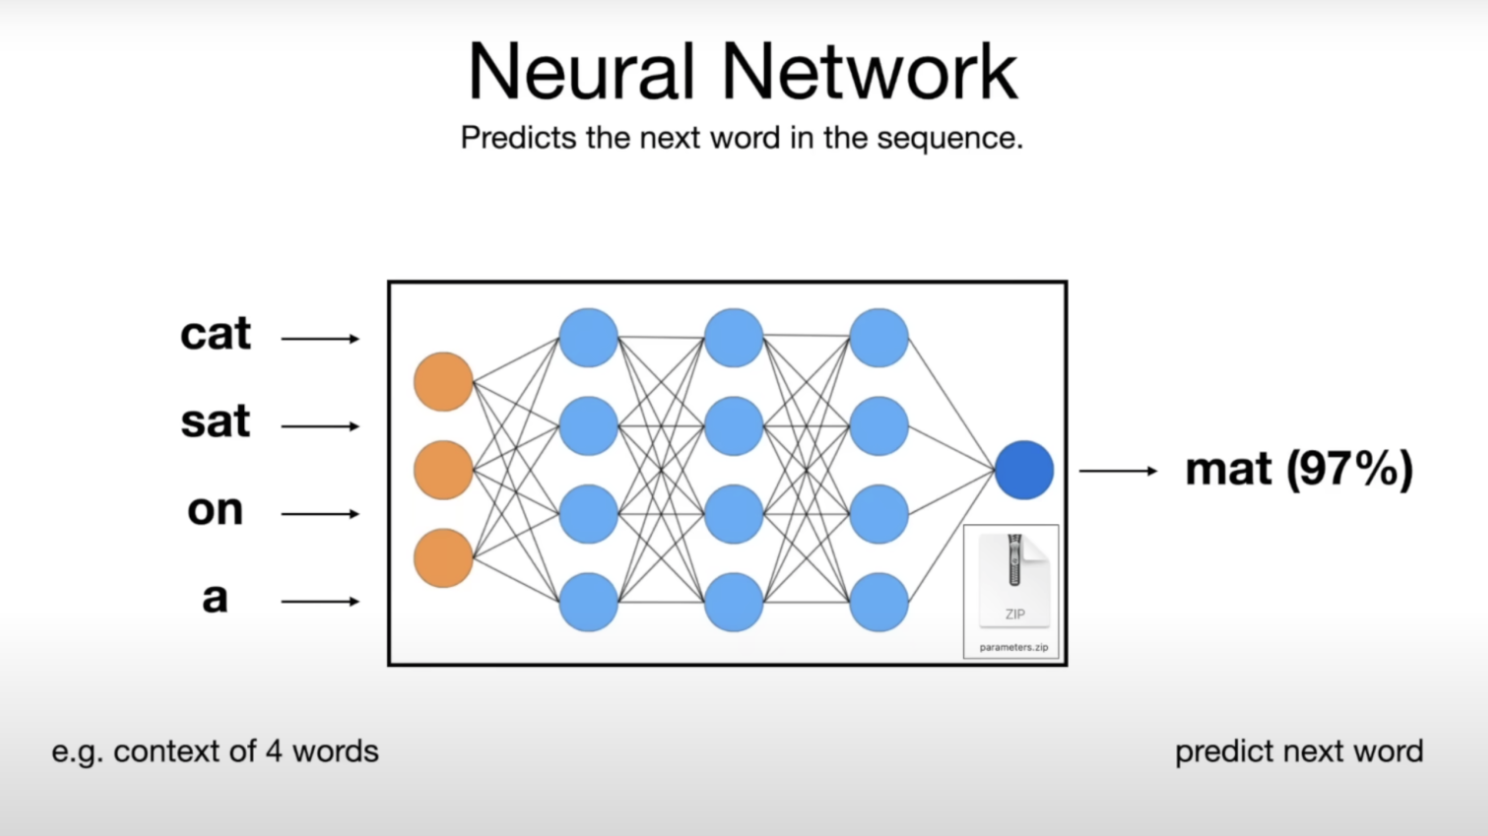 Neural Network
Predicts the next word in the sequence.
cat
sat
on
a
mat (97%)
ZIP
parameters.zip
e.g. context of 4 words
predict next word